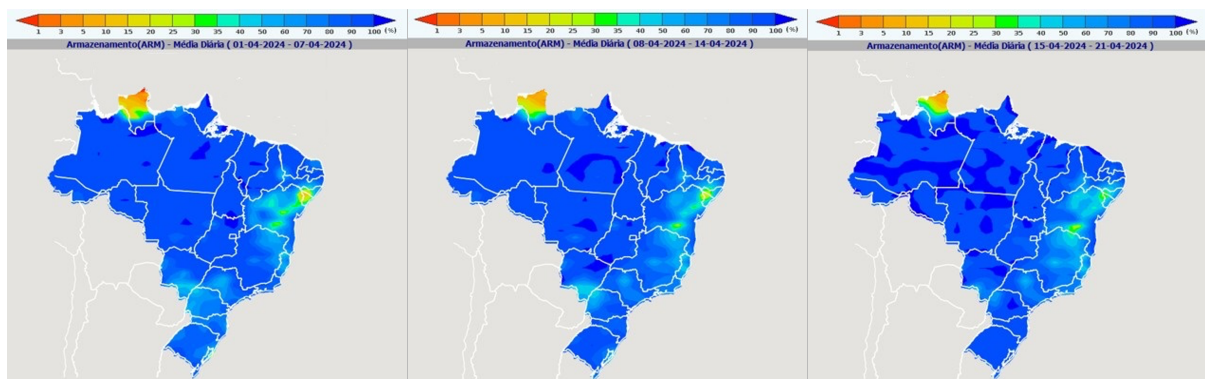 1 3 5 10 15 20 25 30 35 40 50 60 70 80 90 100 (%)
Armazenamento(ARM) - Média Diária ( 01-04-2024 - 07-04-2024 )
1 3 5 10 15 20 25 30 35 40 50 60 70 80 90 100 (%)
Armazenamento(ARM) - Média Diária ( 08-04-2024 - 14-04-2024 )
1 3 5 10 15 20 25 30 35 40 50 60 70 80 90 100 (%)
Armazenamento(ARM) - Média Diária ( 15-04-2024 - 21-04-2024 )